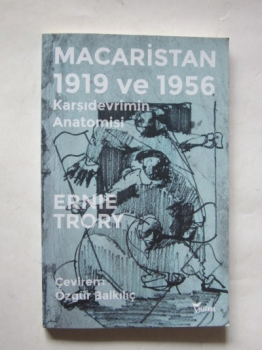 MACARİSTAN
1919 ve 1956
Karşıdevrimin
Anatomisi
ERNIE
TRORY
Çeviren
Özgür Balkılıç